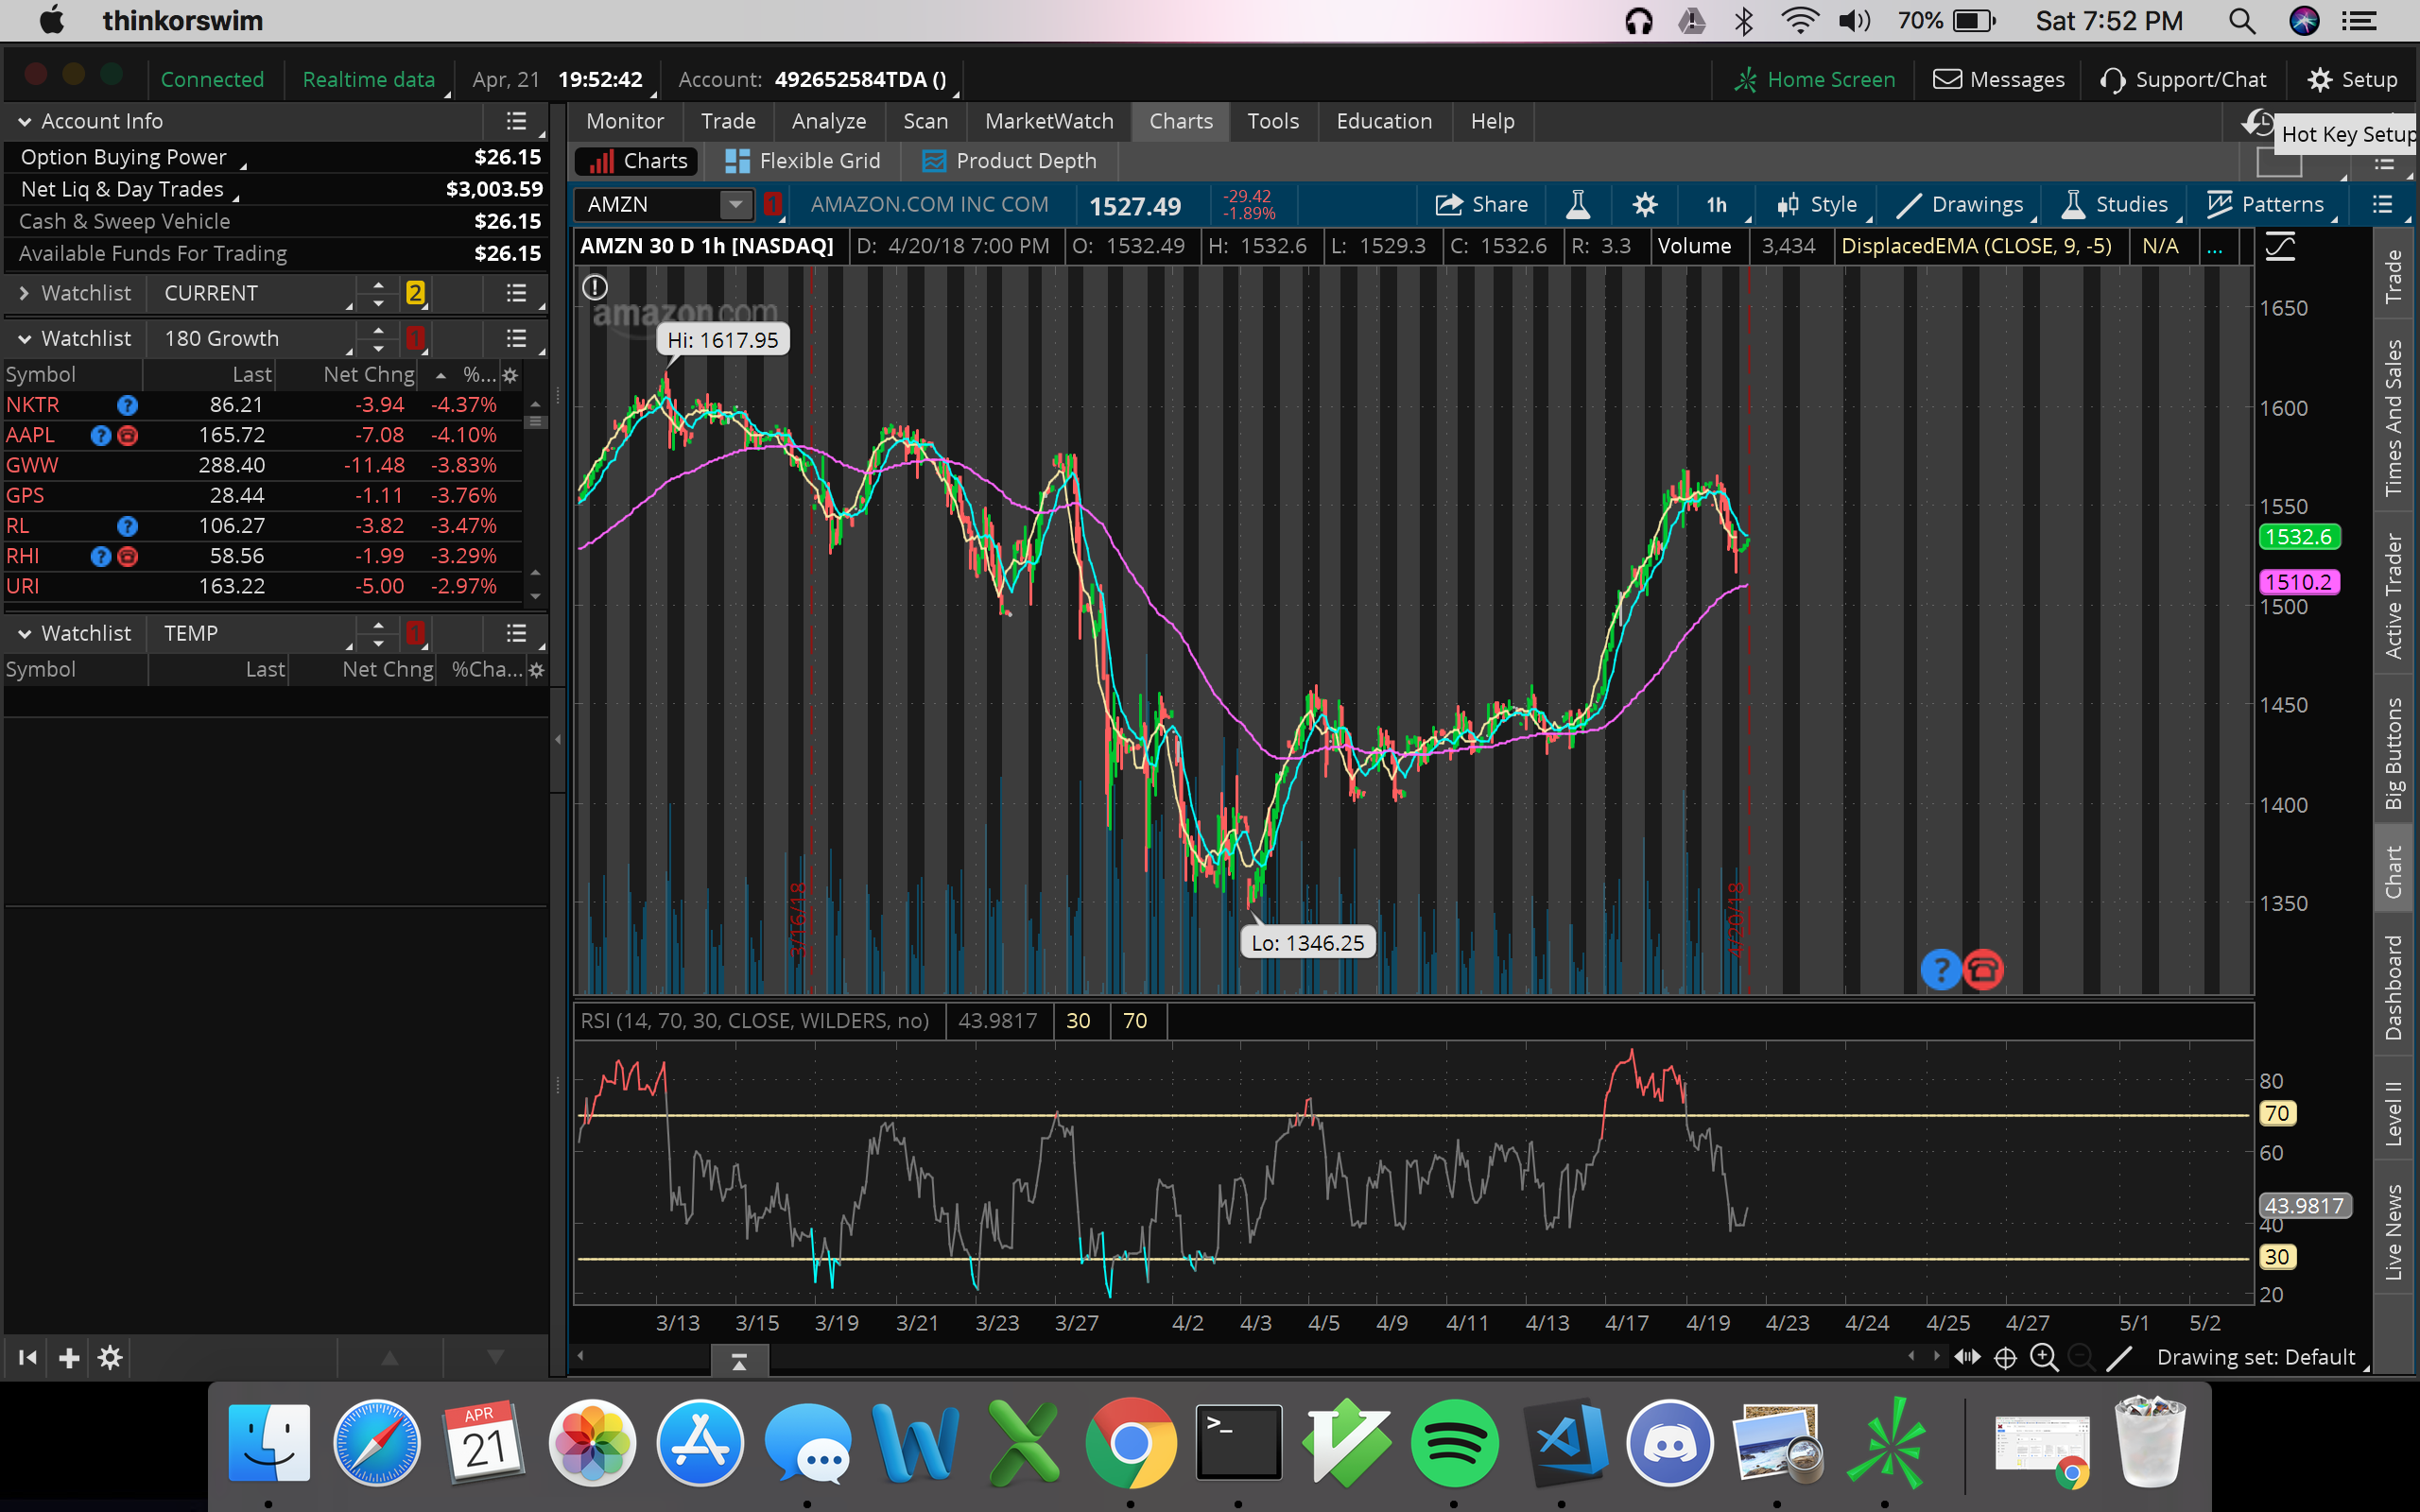 thinkorswim 70% Sat 7:52 PM
Connected Realtime data Apr, 21 19:52:42 Account: 492652584TDA () Home Screen Messages Support/Chat Setup
Account Info
Option Buying Power $26.15
Net Liq & Day Trades $3,003.59
Cash & Sweep Vehicle $26.15
Available Funds For Trading $26.15
Watchlist CURRENT 2
Watchlist 180 Growth 1
Symbol Last Net Chng %...
NKTR ? 86.21 -3.94 -4.37%
AAPL ? 165.72 -7.08 -4.10%
GWW 288.40 -11.48 -3.83%
GPS 28.44 -1.11 -3.76%
RL ? 106.27 -3.82 -3.47%
RHI ? 58.56 -1.99 -3.29%
URI 163.22 -5.00 -2.97%
Watchlist TEMP 1
Symbol Last Net Chng %Cha...
Monitor Trade Analyze Scan MarketWatch Charts Tools Education Help
Hot Key Setup
Charts Flexible Grid Product Depth
AMZN 1 AMAZON.COM INC COM 1527.49 -29.42 -1.89% Share 1h Style Drawings Studies Patterns
AMZN 30 D 1h [NASDAQ] D: 4/20/18 7:00 PM O: 1532.49 H: 1532.6 L: 1529.3 C: 1532.6 R: 3.3 Volume 3,434 DisplacedEMA (CLOSE, 9, -5) N/A ...
amazon.com
Hi: 1617.95
Lo: 1346.25
3/16/18
4/20/18
?
1650
1600
1550
1532.6
1510.2
1500
1450
1400
1350
RSI (14, 70, 30, CLOSE, WILDERS, no) 43.9817 30 70
80
70
60
43.9817
40
30
20
3/13 3/15 3/19 3/21 3/23 3/27 4/2 4/3 4/5 4/9 4/11 4/13 4/17 4/19 4/23 4/24 4/25 4/27 5/1 5/2
Drawing set: Default
Trade
Times And Sales
Active Trader
Big Buttons
Chart
Dashboard
Level II
Live News
APR
21